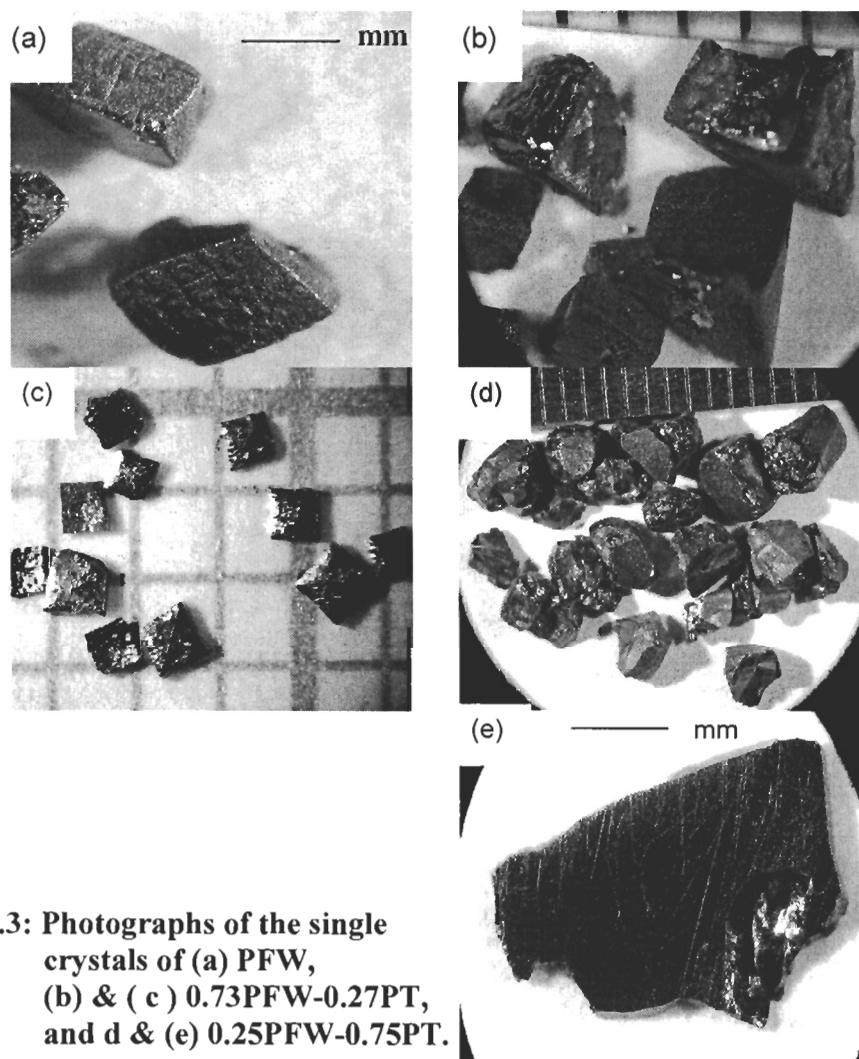 (a)
mm
(b)
(c)
(d)
(e)
mm
.3: Photographs of the single
crystals of (a) PFW,
(b) & ( c ) 0.73PFW-0.27PT,
and d & (e) 0.25PFW-0.75PT.